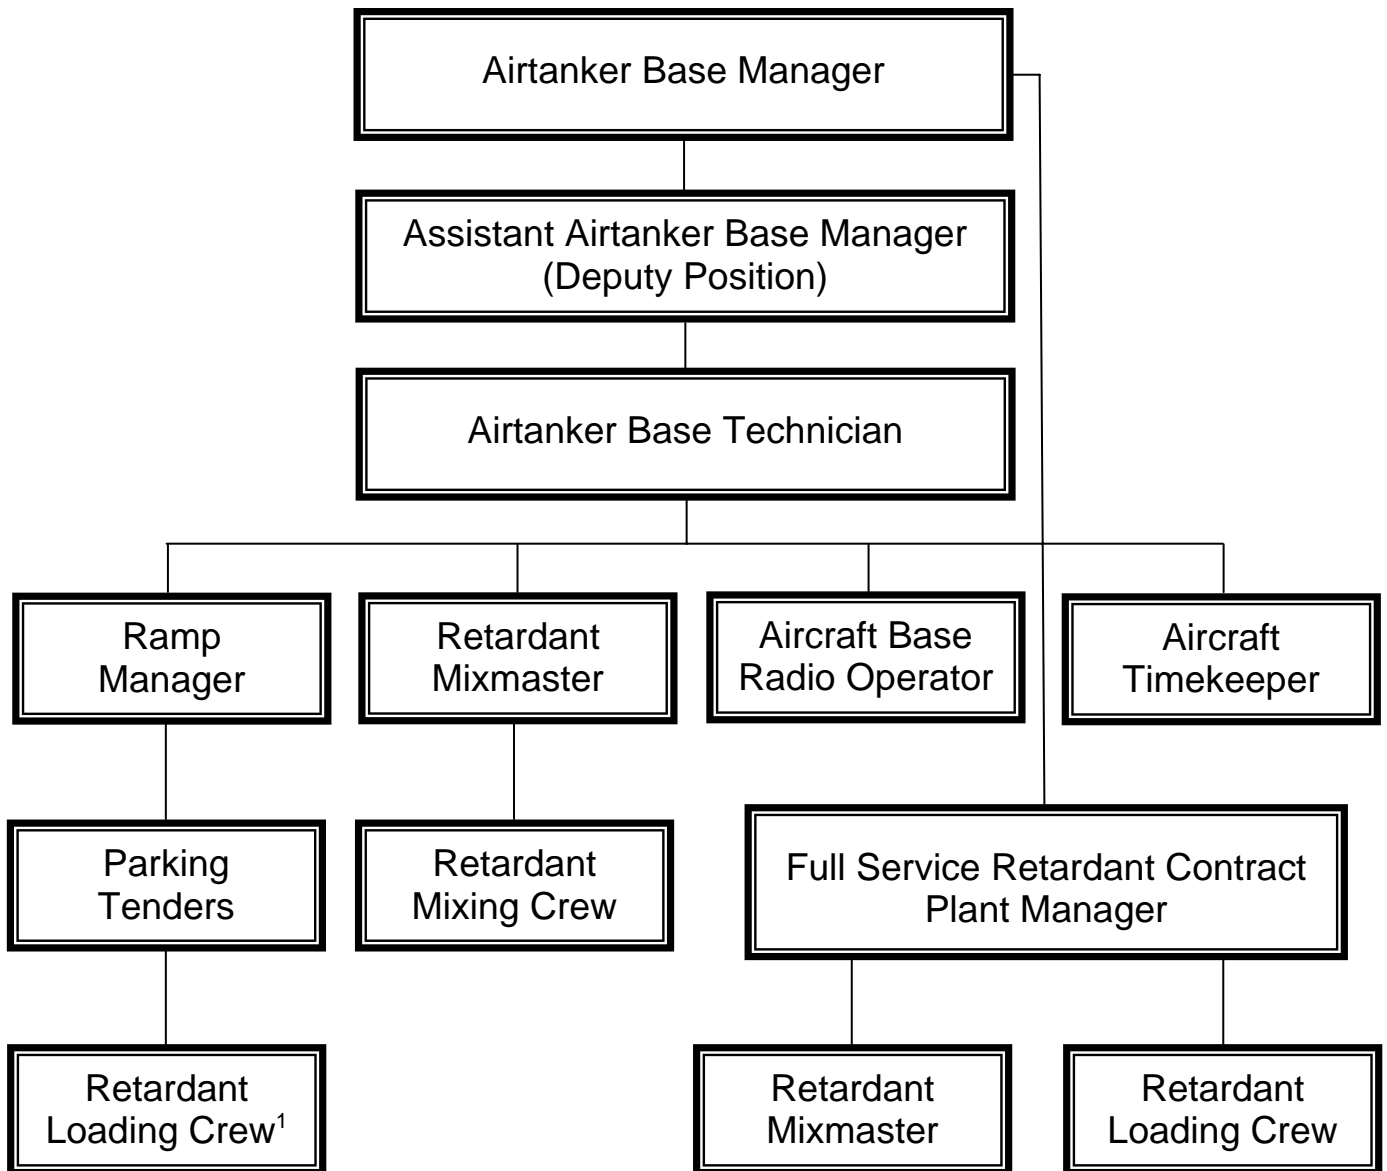 Airtanker Base Manager
Assistant Airtanker Base Manager
(Deputy Position)
Airtanker Base Technician
Ramp
Manager
Retardant
Mixmaster
Aircraft Base
Radio Operator
Aircraft
Timekeeper
Parking
Tenders
Retardant
Mixing Crew
Full Service Retardant Contract
Plant Manager
Retardant
Loading Crew¹
Retardant
Mixmaster
Retardant
Loading Crew